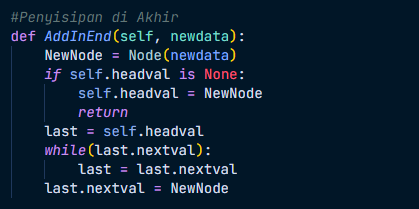 #Penyisipan di Akhir
def AddInEnd(self, newdata):
    NewNode = Node(newdata)
    if self.headval is None:
        self.headval = NewNode
        return
    last = self.headval
    while(last.nextval):
        last = last.nextval
    last.nextval = NewNode